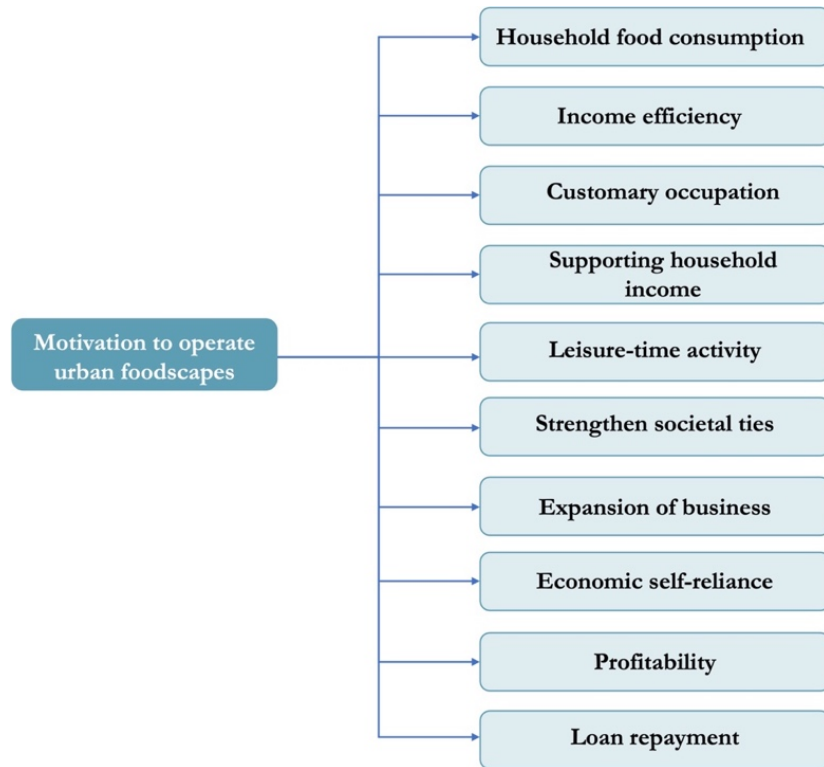 Household food consumption
Income efficiency
Customary occupation
Supporting household
income
Motivation to operate
urban foodscapes
Leisure-time activity
Strengthen societal ties
Expansion of business
Economic self-reliance
Profitability
Loan repayment